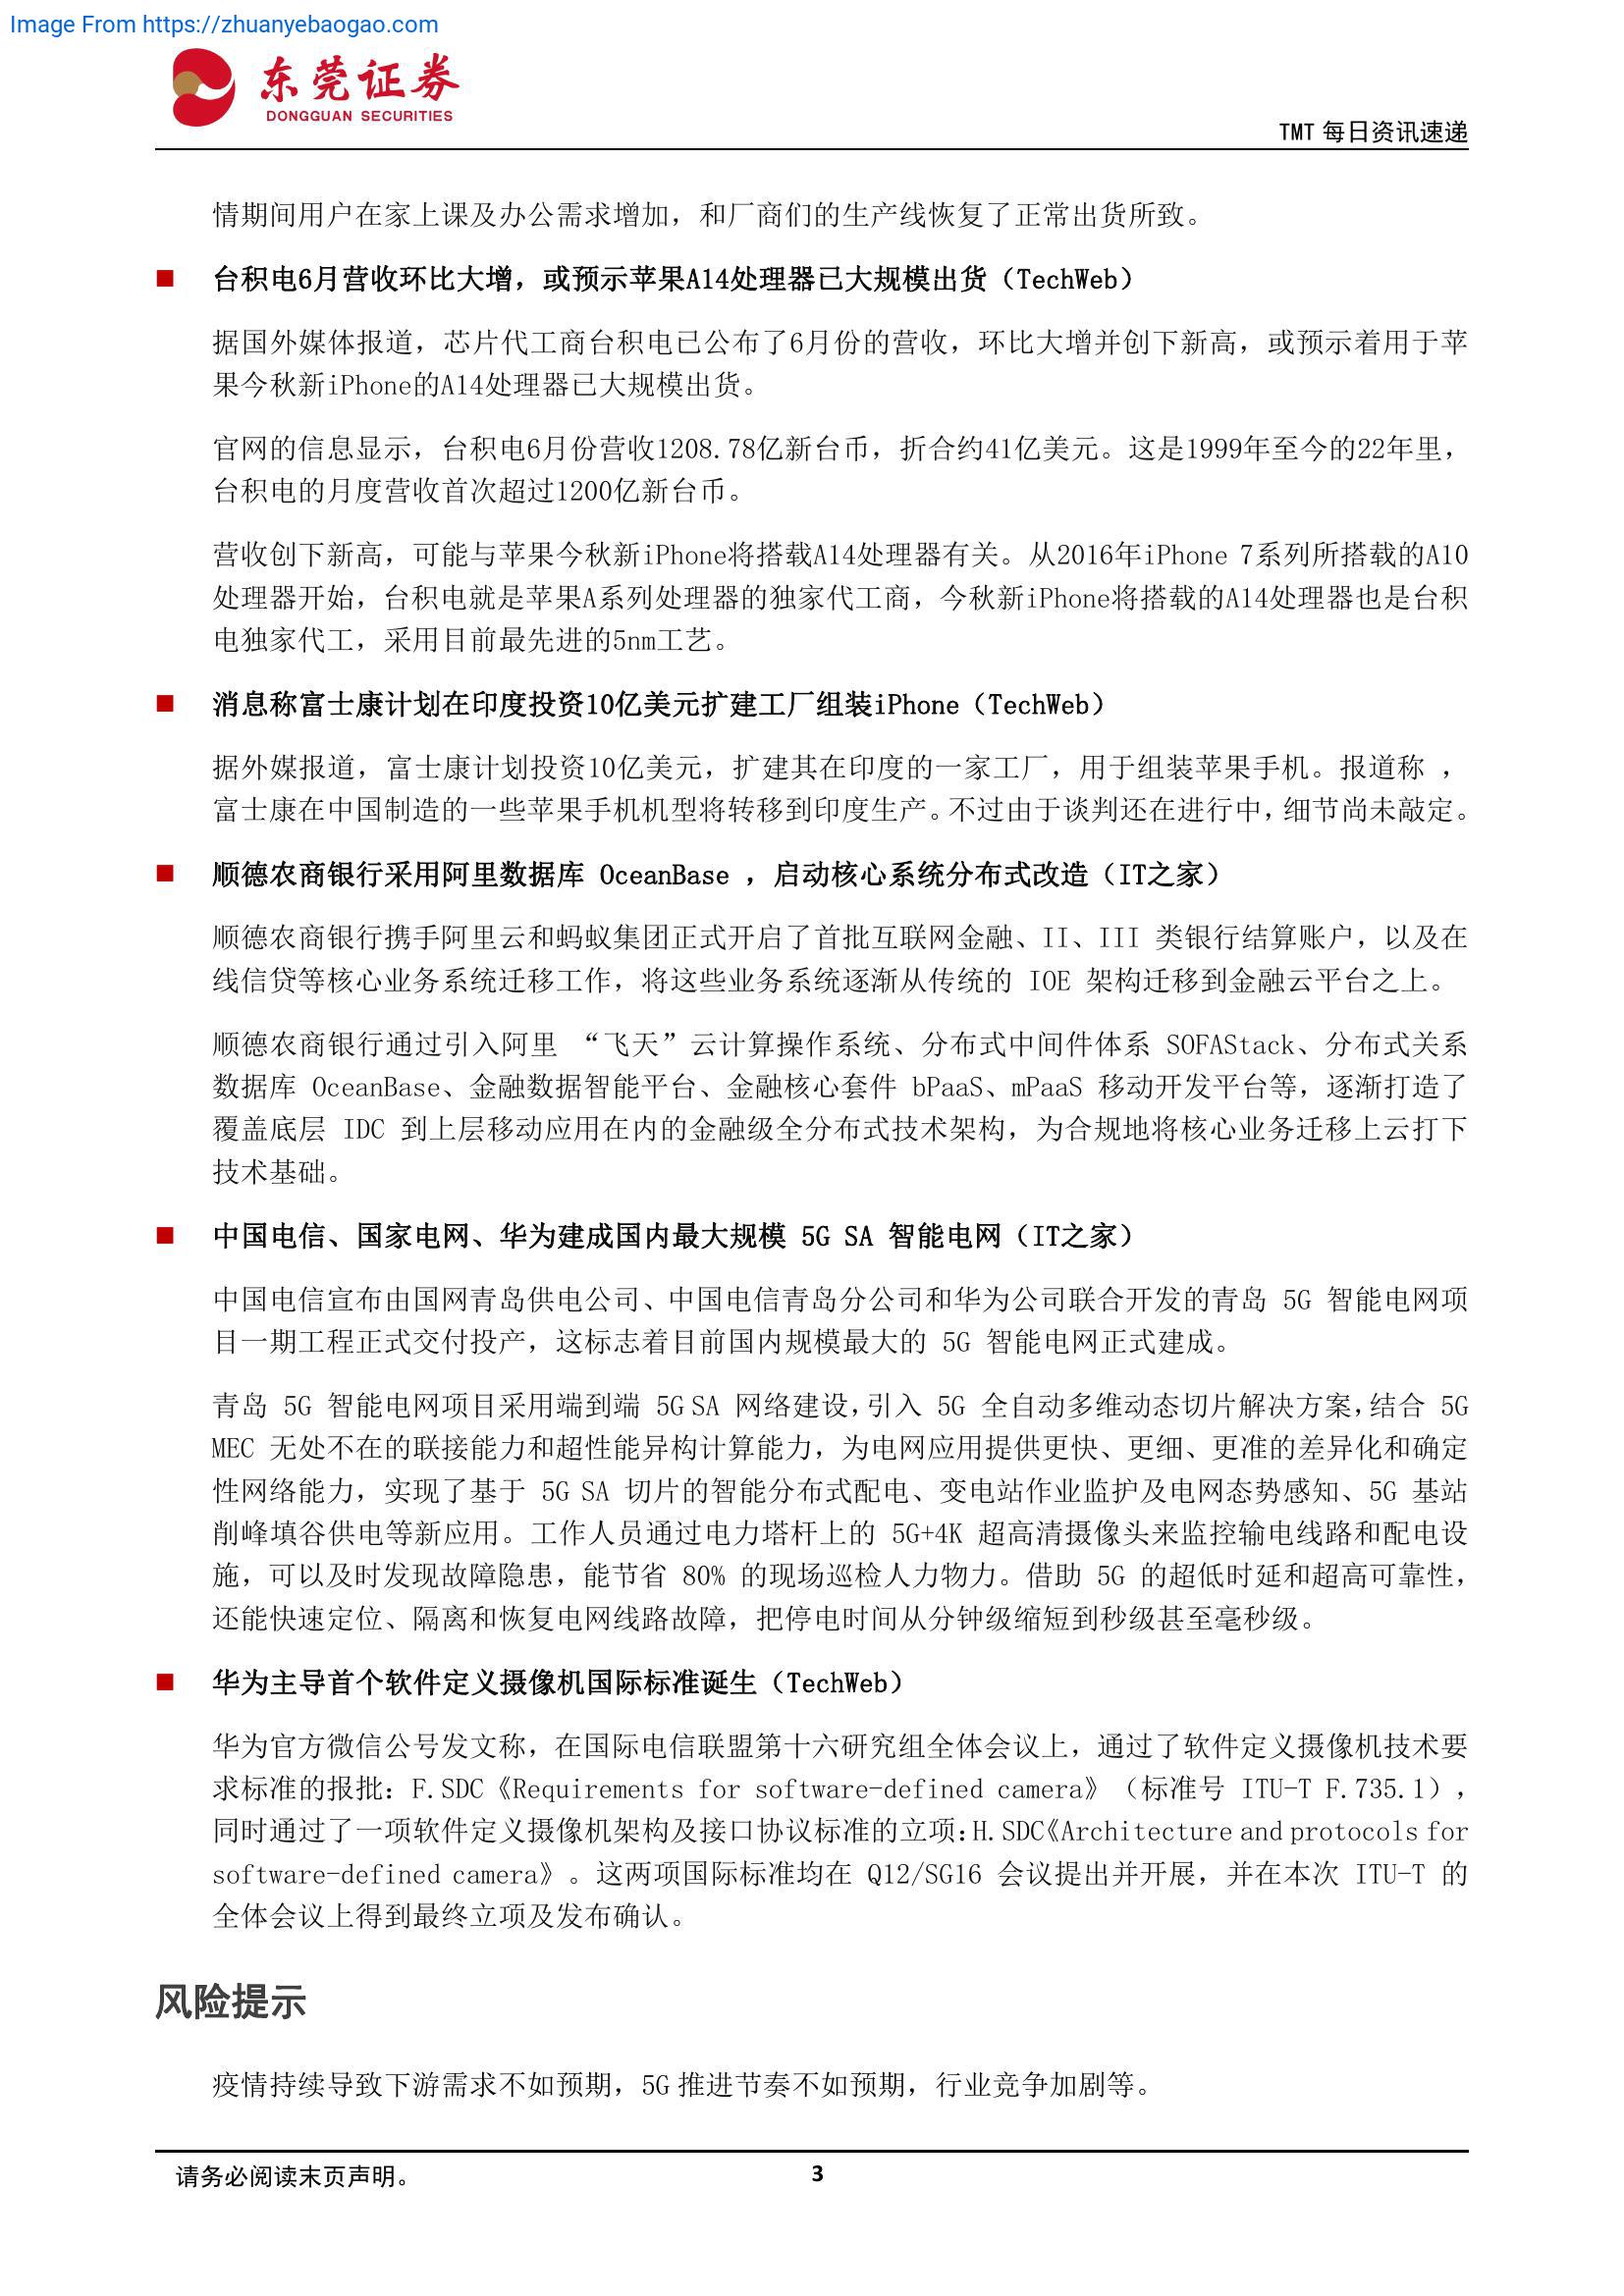 Image From https://zhuanyebaogao.com
东莞证券
DONGGUAN SECURITIES
TMT 每日资讯速递
情期间用户在家上课及办公需求增加，和厂商们的生产线恢复了正常出货所致。
■ 台积电6月营收环比大增，或预示苹果A14处理器已大规模出货（TechWeb）
据国外媒体报道，芯片代工商台积电已公布了6月份的营收，环比大增并创下新高，或预示着用于苹
果今秋新iPhone的A14处理器已大规模出货。
官网的信息显示，台积电6月份营收1208.78亿新台币，折合约41亿美元。这是1999年至今的22年里，
台积电的月度营收首次超过1200亿新台币。
营收创下新高，可能与苹果今秋新iPhone将搭载A14处理器有关。从2016年iPhone 7系列所搭载的A10
处理器开始，台积电就是苹果A系列处理器的独家代工商，今秋新iPhone将搭载的A14处理器也是台积
电独家代工，采用目前最先进的5nm工艺。
■ 消息称富士康计划在印度投资10亿美元扩建工厂组装iPhone（TechWeb）
据外媒报道，富士康计划投资10亿美元，扩建其在印度的一家工厂，用于组装苹果手机。报道称 ，
富士康在中国制造的一些苹果手机机型将转移到印度生产。不过由于谈判还在进行中，细节尚未敲定。
■ 顺德农商银行采用阿里数据库 OceanBase ，启动核心系统分布式改造（IT之家）
顺德农商银行携手阿里云和蚂蚁集团正式开启了首批互联网金融、II、III 类银行结算账户，以及在
线信贷等核心业务系统迁移工作，将这些业务系统逐渐从传统的 IOE 架构迁移到金融云平台之上。
顺德农商银行通过引入阿里 “飞天”云计算操作系统、分布式中间件体系 SOFAStack、分布式关系
数据库 OceanBase、金融数据智能平台、金融核心套件 bPaaS、mPaaS 移动开发平台等，逐渐打造了
覆盖底层 IDC 到上层移动应用在内的金融级全分布式技术架构，为合规地将核心业务迁移上云打下
技术基础。
■ 中国电信、国家电网、华为建成国内最大规模 5G SA 智能电网（IT之家）
中国电信宣布由国网青岛供电公司、中国电信青岛分公司和华为公司联合开发的青岛 5G 智能电网项
目一期工程正式交付投产，这标志着目前国内规模最大的 5G 智能电网正式建成。
青岛 5G 智能电网项目采用端到端 5G SA 网络建设，引入 5G 全自动多维动态切片解决方案，结合 5G
MEC 无处不在的联接能力和超性能异构计算能力，为电网应用提供更快、更细、更准的差异化和确定
性网络能力，实现了基于 5G SA 切片的智能分布式配电、变电站作业监护及电网态势感知、5G 基站
削峰填谷供电等新应用。工作人员通过电力塔杆上的 5G+4K 超高清摄像头来监控输电线路和配电设
施，可以及时发现故障隐患，能节省 80% 的现场巡检人力物力。借助 5G 的超低时延和超高可靠性，
还能快速定位、隔离和恢复电网线路故障，把停电时间从分钟级缩短到秒级甚至毫秒级。
■ 华为主导首个软件定义摄像机国际标准诞生（TechWeb）
华为官方微信公号发文称，在国际电信联盟第十六研究组全体会议上，通过了软件定义摄像机技术要
求标准的报批：F.SDC《Requirements for software-defined camera》（标准号 ITU-T F.735.1），
同时通过了一项软件定义摄像机架构及接口协议标准的立项：H.SDC《Architecture and protocols for
software-defined camera》。这两项国际标准均在 Q12/SG16 会议提出并开展，并在本次 ITU-T 的
全体会议上得到最终立项及发布确认。
风险提示
疫情持续导致下游需求不如预期，5G 推进节奏不如预期，行业竞争加剧等。
请务必阅读末页声明。
3